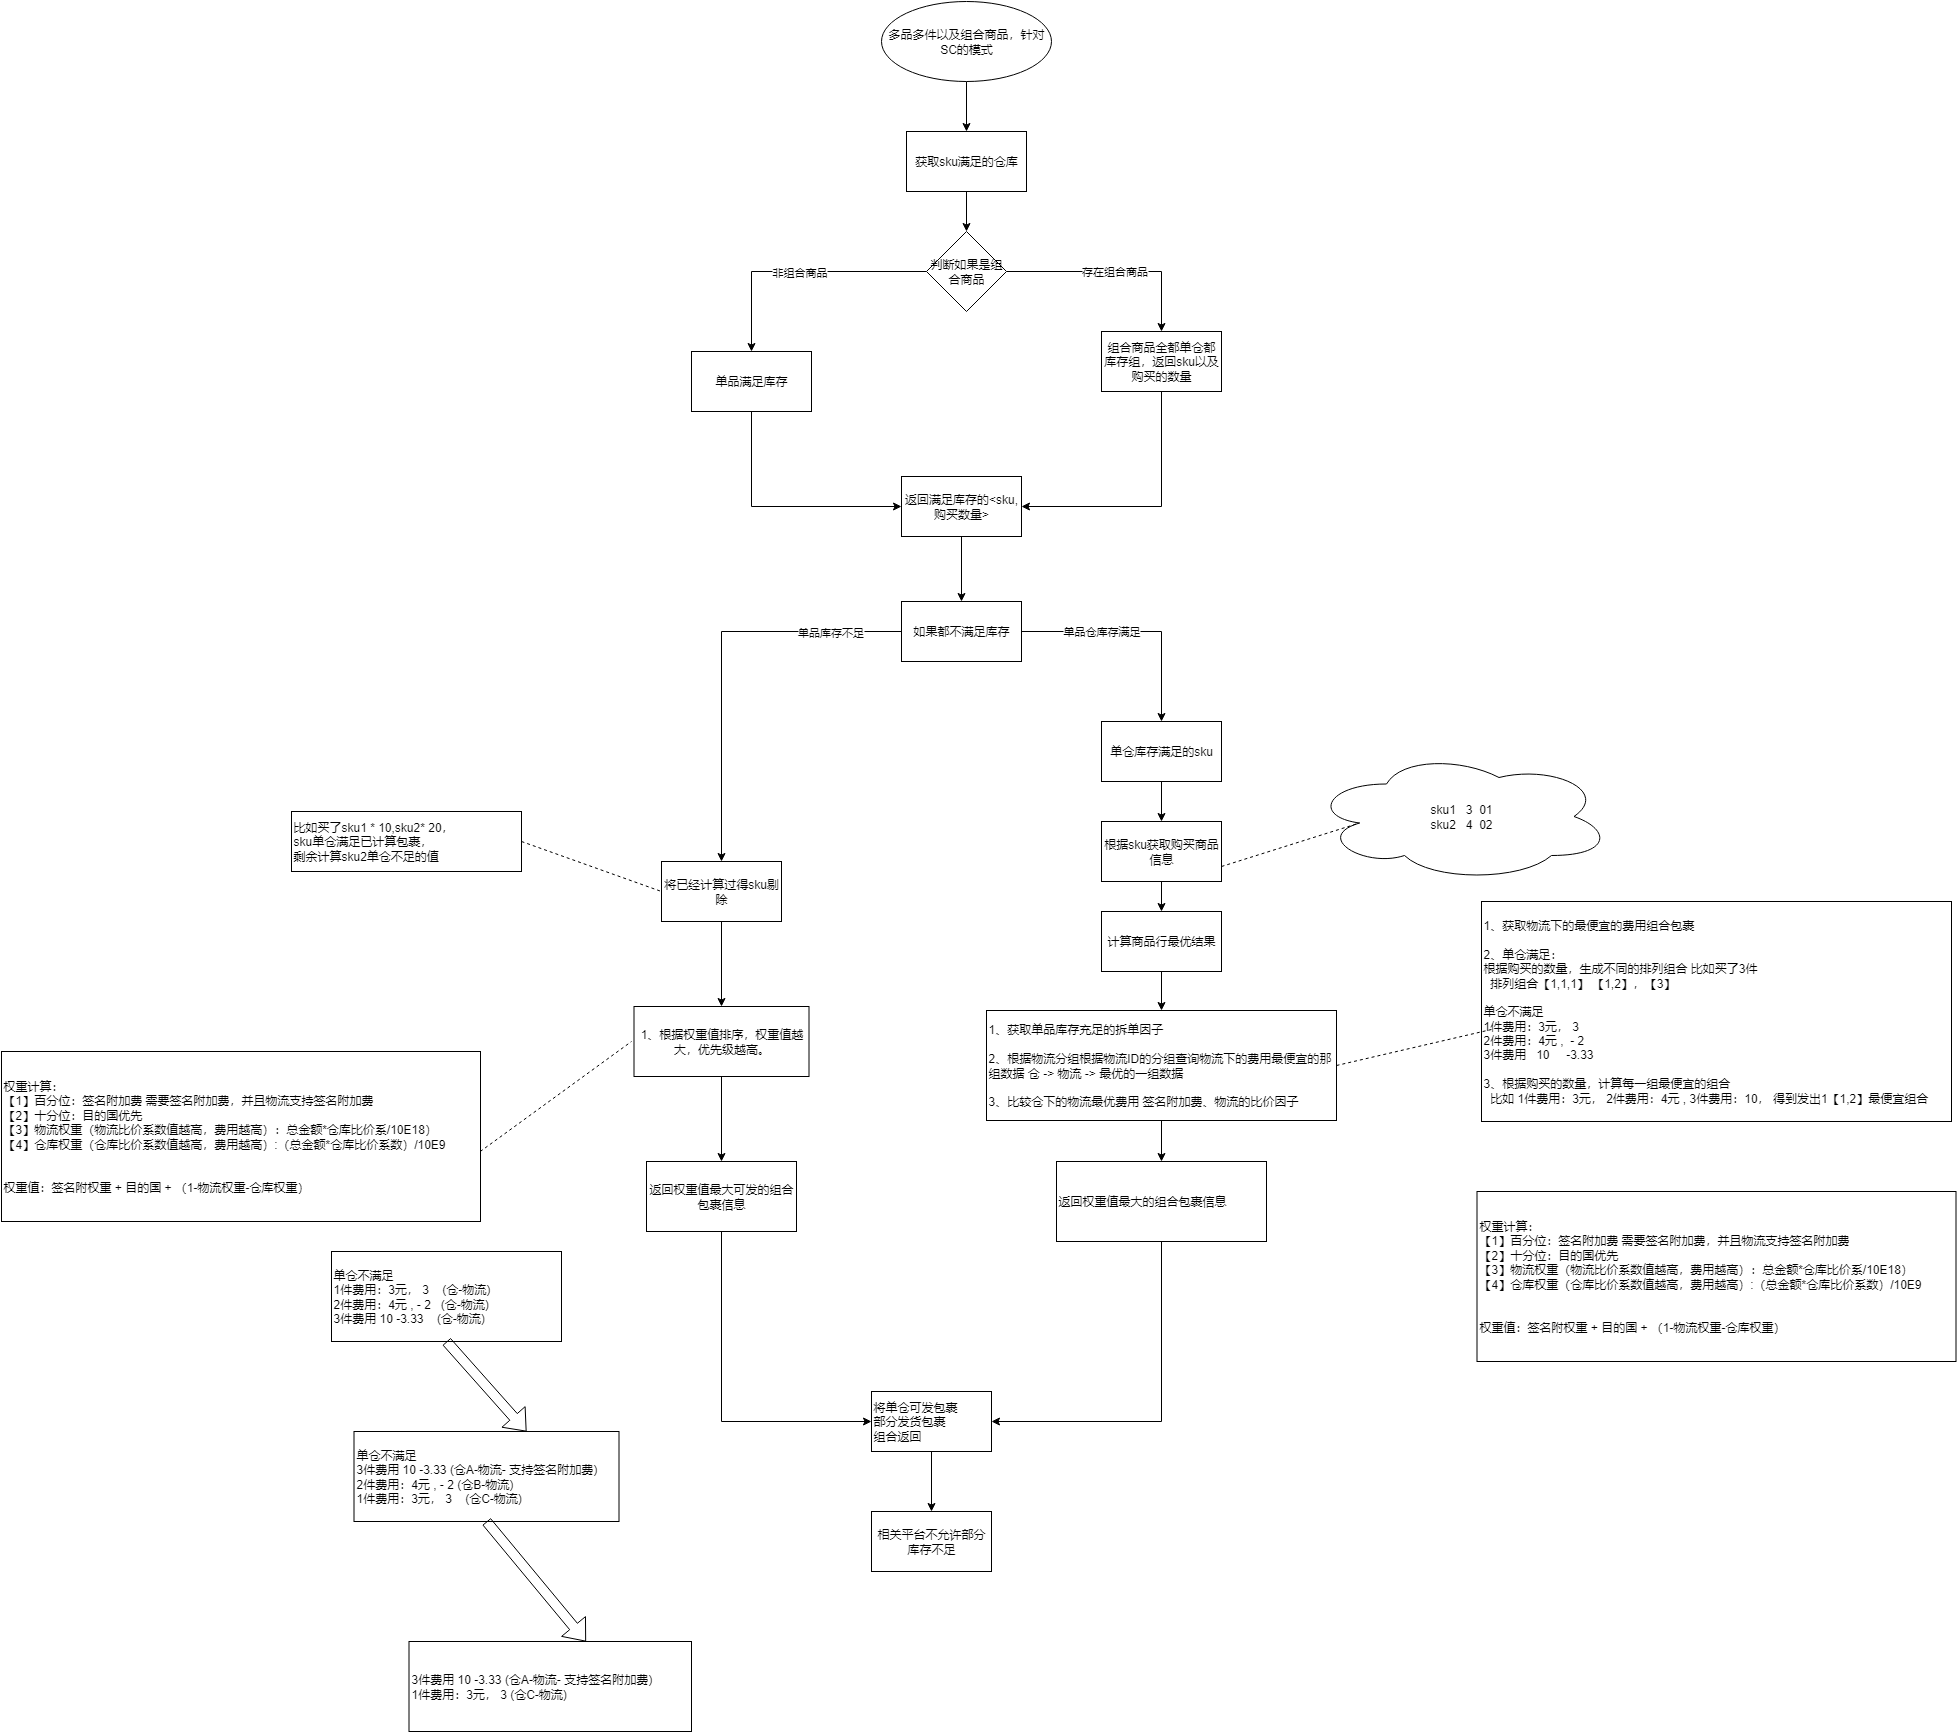 多品多件以及组合商品，针对
SC的模式
获取sku满足的仓库
判断如果是组
合商品
非组合商品
存在组合商品
单品满足库存
组合商品全都单仓都
库存组，返回sku以及
购买的数量
返回满足库存的<sku,
购买数量>
如果都不满足库存
单品库存不足
单品仓库存满足
单仓库存满足的sku
sku1 3 01
sku2 4 02
根据sku获取购买商品
信息
比如买了sku1 * 10,sku2* 20，
sku单仓满足已计算包裹，
剩余计算sku2单仓不足的值
将已经计算过得sku剔
除
计算商品行最优结果
1、获取物流下的最便宜的费用组合包裹
2、单仓满足：
根据购买的数量，生成不同的排列组合 比如买了3件
排列组合【1,1,1】 【1,2】，【3】
单仓不满足
1件费用：3元， 3
2件费用：4元 , - 2
3件费用 10 -3.33
3、根据购买的数量，计算每一组最便宜的组合
比如 1件费用：3元， 2件费用：4元 , 3件费用：10， 得到发出1【1,2】最便宜组合
1、根据权重值排序，权重值越
大，优先级越高。
1、获取单品库存充足的拆单因子
2、根据物流分组根据物流ID的分组查询物流下的费用最便宜的那
组数据 仓 -> 物流 -> 最优的一组数据
3、比较仓下的物流最优费用 签名附加费、物流的比价因子
权重计算：
【1】百分位：签名附加费 需要签名附加费，并且物流支持签名附加费
【2】十分位：目的国优先
【3】物流权重（物流比价系数值越高，费用越高）：总金额*仓库比价系/10E18）
【4】仓库权重（仓库比价系数值越高，费用越高）:（总金额*仓库比价系数）/10E9
权重值：签名附权重 + 目的国 + （1-物流权重-仓库权重）
返回权重值最大可发的组合
包裹信息
返回权重值最大的组合包裹信息
权重计算：
【1】百分位：签名附加费 需要签名附加费，并且物流支持签名附加费
【2】十分位：目的国优先
【3】物流权重（物流比价系数值越高，费用越高）：总金额*仓库比价系/10E18）
【4】仓库权重（仓库比价系数值越高，费用越高）:（总金额*仓库比价系数）/10E9
权重值：签名附权重 + 目的国 + （1-物流权重-仓库权重）
单仓不满足
1件费用：3元， 3 (仓-物流)
2件费用：4元 , - 2 (仓-物流)
3件费用 10 -3.33 (仓-物流)
将单仓可发包裹
部分发货包裹
组合返回
单仓不满足
3件费用 10 -3.33 (仓A-物流- 支持签名附加费)
2件费用：4元 , - 2 (仓B-物流)
1件费用：3元， 3 (仓C-物流)
相关平台不允许部分
库存不足
3件费用 10 -3.33 (仓A-物流- 支持签名附加费)
1件费用：3元， 3 (仓C-物流)